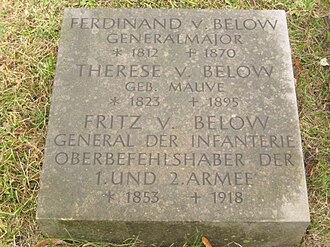 FERDINAND v. BELOW
GENERALMAJOR
* 1812 + 1870
THERESE v. BELOW
GEB. MAUVE
* 1823 + 1895
FRITZ v. BELOW
GENERAL DER INFANTERIE
OBERBEFEHLSHABER DER
1. UND 2. ARMEE
* 1853 + 1918